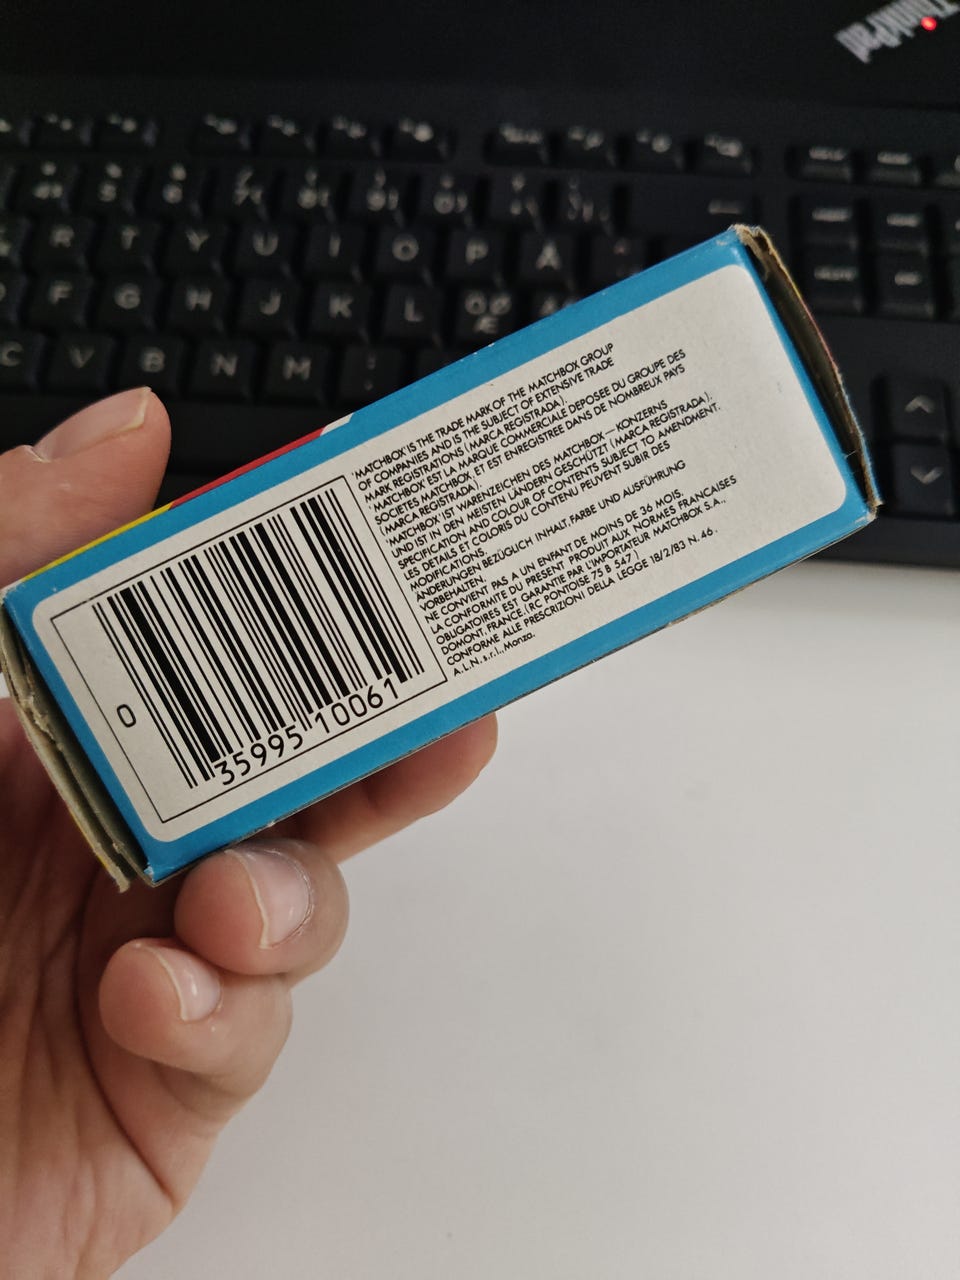 ThinkPad
R T Y U I O P Å
F G H J K L ÖØ
Æ
C V B N M
'MATCHBOX' IS THE TRADE MARK OF THE MATCHBOX GROUP
OF COMPANIES AND IS THE SUBJECT OF EXTENSIVE TRADE
MARK REGISTRATIONS (MARCA REGISTRADA).
'MATCHBOX' EST LA MARQUE COMMERCIALE DEPOSEE DU GROUPE DES
SOCIETES MATCHBOX ET EST ENREGISTREE DANS DE NOMBREUX PAYS
(MARCA REGISTRADA).
'MATCHBOX' IST WARENZEICHEN DES MATCHBOX — KONZERNS
UND IST IN DEN MEISTEN LÄNDERN GESCHÜTZT (MARCA REGISTRADA).
SPECIFICATION AND COLOUR OF CONTENTS SUBJECT TO AMENDMENT.
LES DETAILS ET COLORIS DU CONTENU PEUVENT SUBIR DES
MODIFICATIONS.
ÄNDERUNGEN BEZÜGLICH INHALT, FARBE UND AUSFÜHRUNG
VORBEHALTEN.
NE CONVIENT PAS A UN ENFANT DE MOINS DE 36 MOIS.
LA CONFORMITE DU PRESENT PRODUIT AUX NORMES FRANCAISES
OBLIGATOIRES EST GARANTIE PAR L'IMPORTATEUR MATCHBOX S.A.,
DOMONT, FRANCE. (RC PONTOISE 75 B 547.)
CONFORME ALLE PRESCRIZIONI DELLA LEGGE 18/2/83 N. 46.
A.L.N. s.r.l., Monza.
0 35995 10061